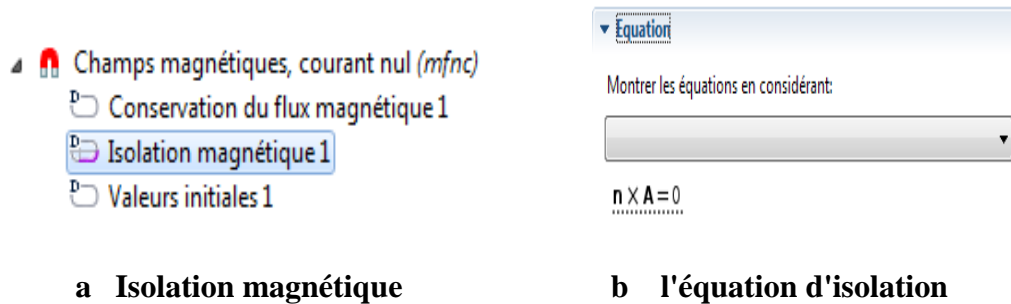 Champs magnétiques, courant nul (mfnc)
Conservation du flux magnétique 1
Isolation magnétique 1
Valeurs initiales 1
a Isolation magnétique
Equation
Montrer les équations en considérant:
n × A = 0
b l'équation d'isolation